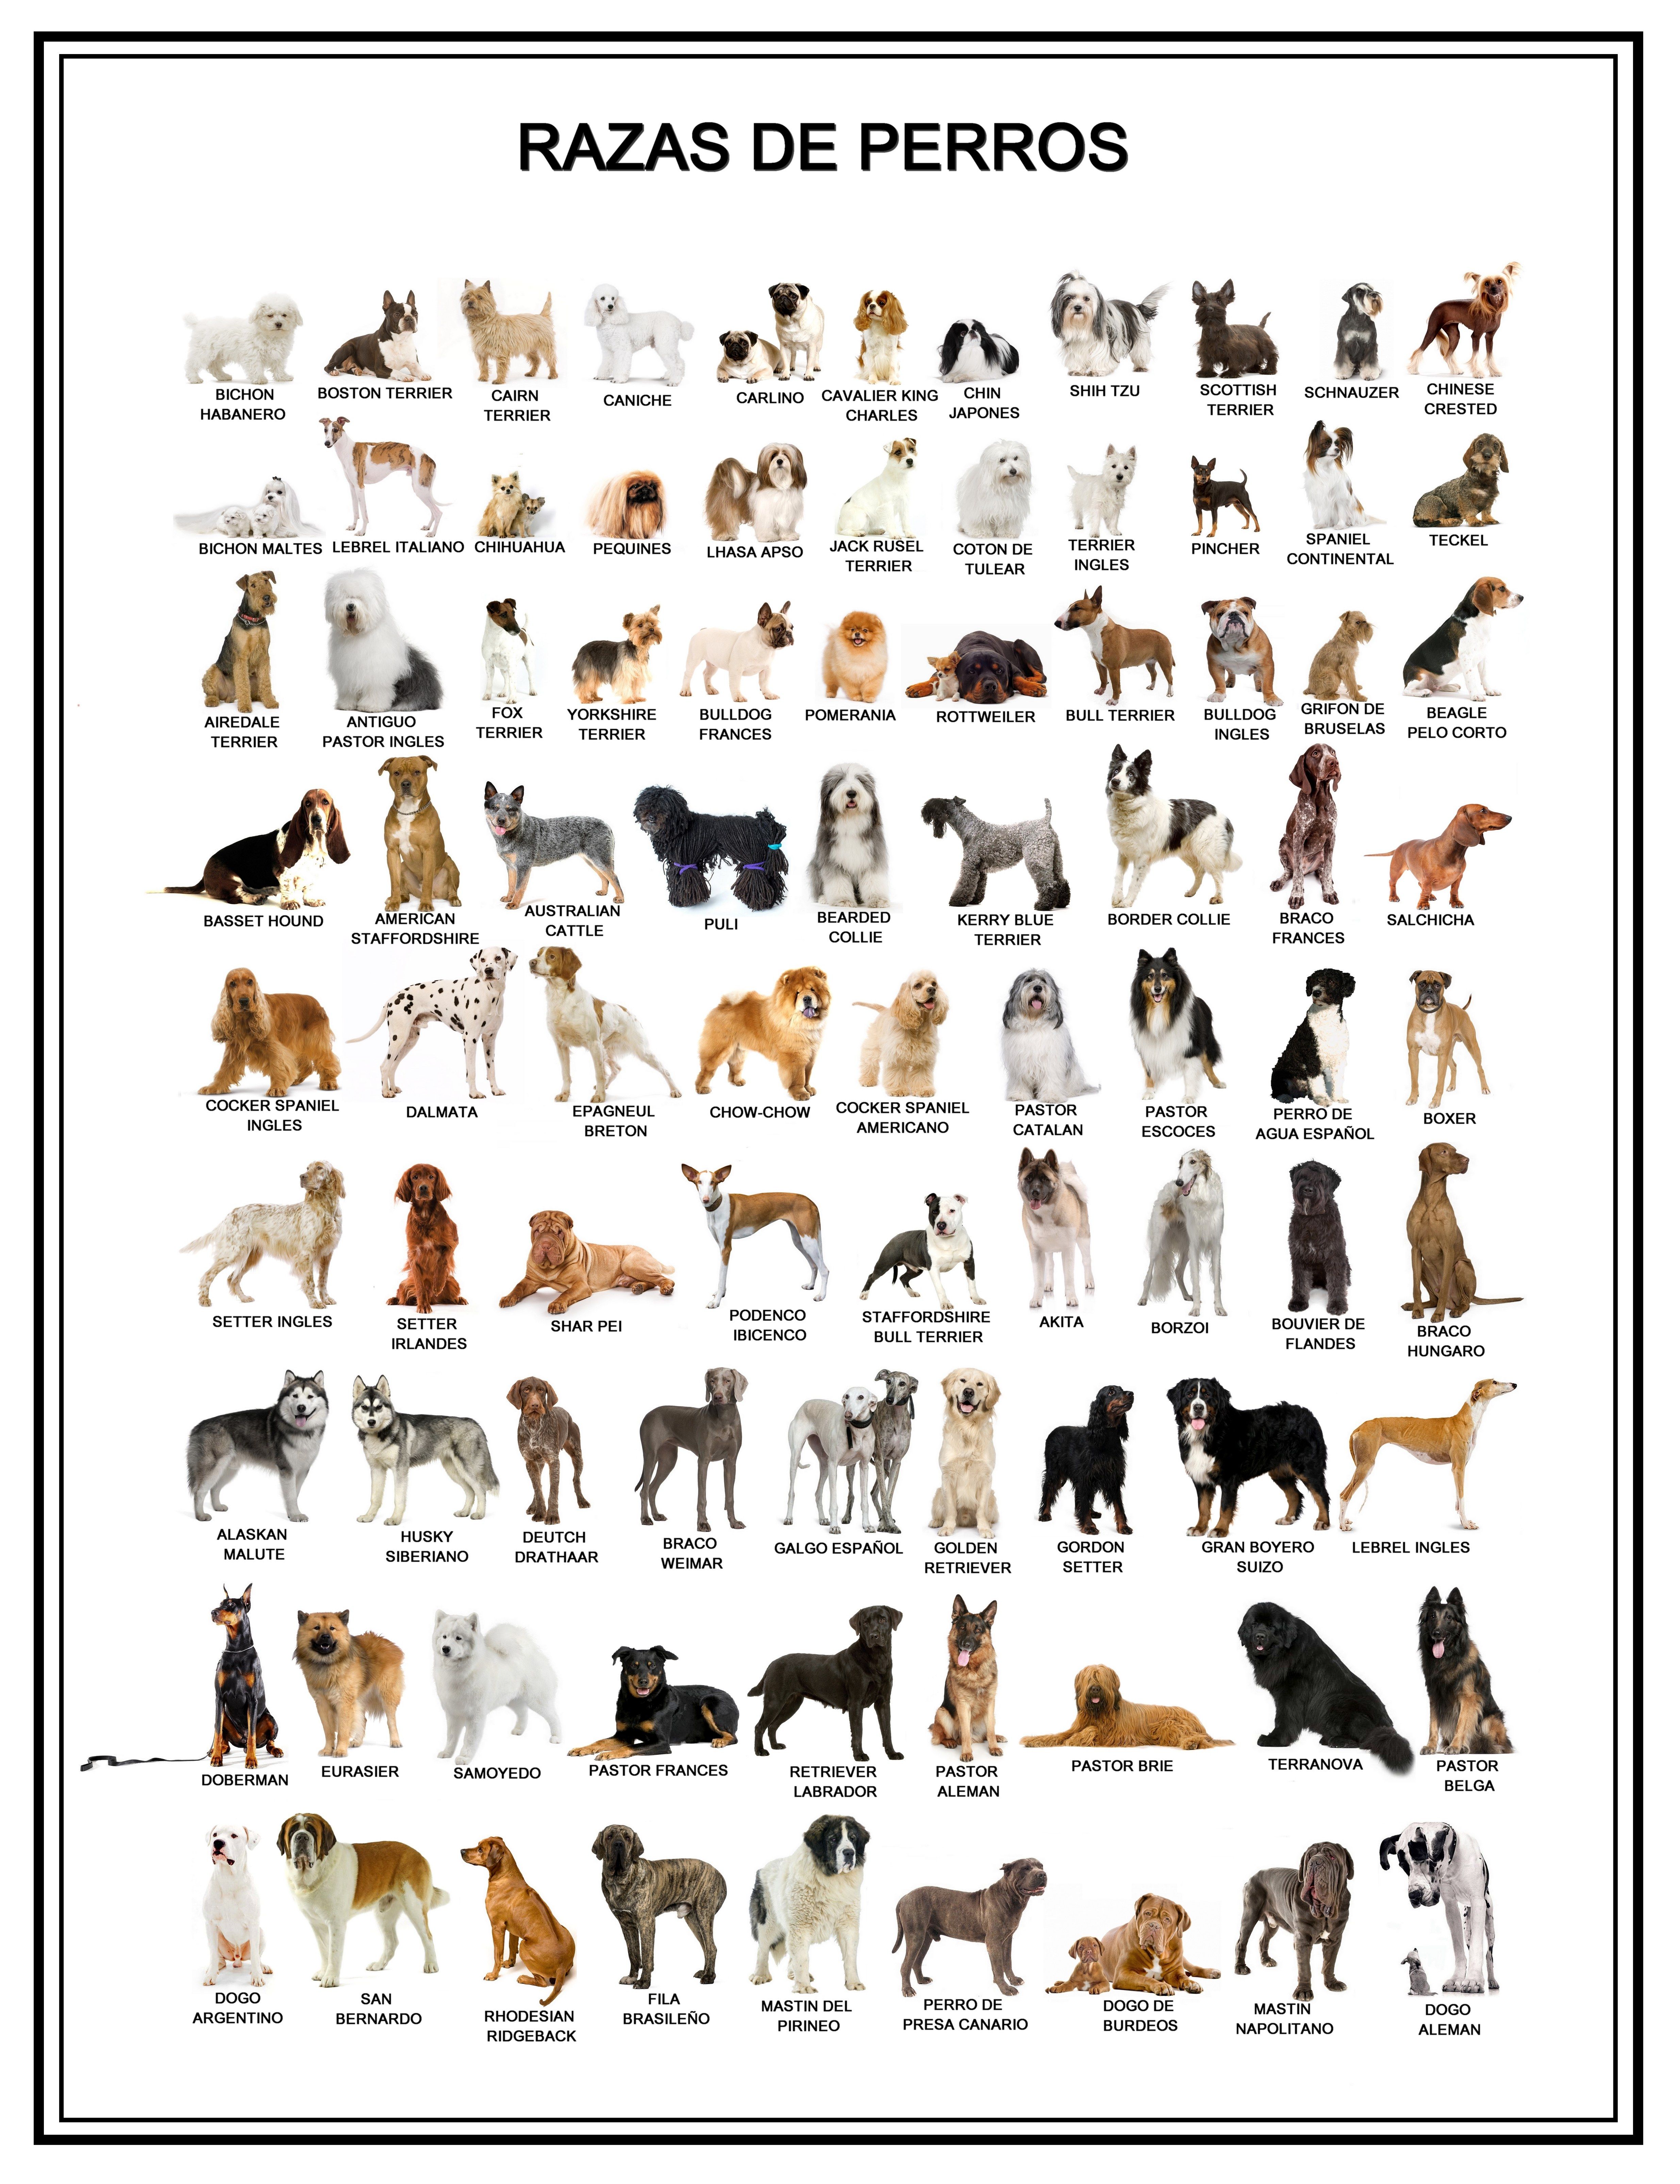 RAZAS DE PERROS
BICHON
HABANERO
BOSTON TERRIER
CAIRN
TERRIER
CANICHE
CARLINO
CAVALIER KING
CHARLES
CHIN
JAPONES
SHIH TZU
SCOTTISH
TERRIER
SCHNAUZER
CHINESE
CRESTED
BICHON MALTES
LEBREL ITALIANO
CHIHUAHUA
PEQUINES
LHASA APSO
JACK RUSEL
TERRIER
COTON DE
TULEAR
TERRIER
INGLES
PINCHER
SPANIEL
CONTINENTAL
TECKEL
AIREDALE
TERRIER
ANTIGUO
PASTOR INGLES
FOX
TERRIER
YORKSHIRE
TERRIER
BULLDOG
FRANCES
POMERANIA
ROTTWEILER
BULL TERRIER
BULLDOG
INGLES
GRIFON DE
BRUSELAS
BEAGLE
PELO CORTO
BASSET HOUND
AMERICAN
STAFFORDSHIRE
AUSTRALIAN
CATTLE
PULI
BEARDED
COLLIE
KERRY BLUE
TERRIER
BORDER COLLIE
BRACO
FRANCES
SALCHICHA
COCKER SPANIEL
INGLES
DALMATA
EPAGNEUL
BRETON
CHOW-CHOW
COCKER SPANIEL
AMERICANO
PASTOR
CATALAN
PASTOR
ESCOCES
PERRO DE
AGUA ESPAÑOL
BOXER
SETTER INGLES
SETTER
IRLANDES
SHAR PEI
PODENCO
IBICENCO
STAFFORDSHIRE
BULL TERRIER
AKITA
BORZOI
BOUVIER DE
FLANDES
BRACO
HUNGARO
ALASKAN
MALUTE
HUSKY
SIBERIANO
DEUTCH
DRATHAAR
BRACO
WEIMAR
GALGO ESPAÑOL
GOLDEN
RETRIEVER
GORDON
SETTER
GRAN BOYERO
SUIZO
LEBREL INGLES
DOBERMAN
EURASIER
SAMOYEDO
PASTOR FRANCES
RETRIEVER
LABRADOR
PASTOR
ALEMAN
PASTOR BRIE
TERRANOVA
PASTOR
BELGA
DOGO
ARGENTINO
SAN
BERNARDO
RHODESIAN
RIDGEBACK
FILA
BRASILEÑO
MASTIN DEL
PIRINEO
PERRO DE
PRESA CANARIO
DOGO DE
BURDEOS
MASTIN
NAPOLITANO
DOGO
ALEMAN